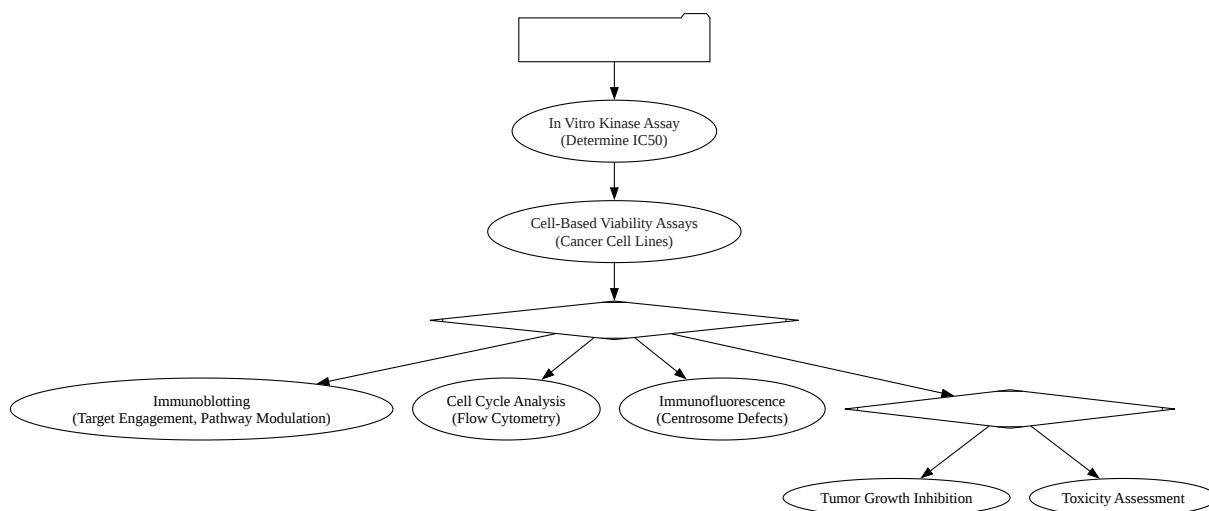 In Vitro Kinase Assay
(Determine IC50)
Cell-Based Viability Assays
(Cancer Cell Lines)
Immunoblotting
(Target Engagement, Pathway Modulation)
Cell Cycle Analysis
(Flow Cytometry)
Immunofluorescence
(Centrosome Defects)
Tumor Growth Inhibition
Toxicity Assessment